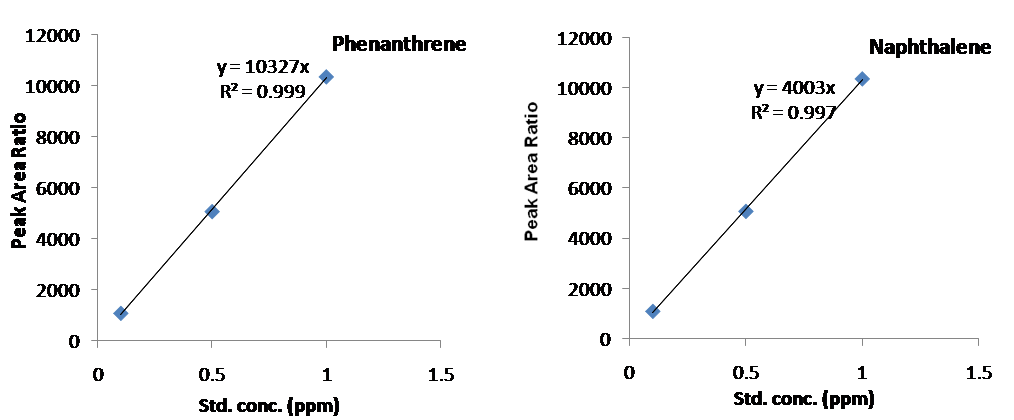 Phenanthrene
y = 10327x
R² = 0.999
12000
10000
8000
6000
4000
2000
0
Peak Area Ratio
0 0.5 1 1.5
Std. conc. (ppm)
Naphthalene
y = 4003x
R² = 0.997
12000
10000
8000
6000
4000
2000
0
Peak Area Ratio
0 0.5 1 1.5
Std. conc. (ppm)